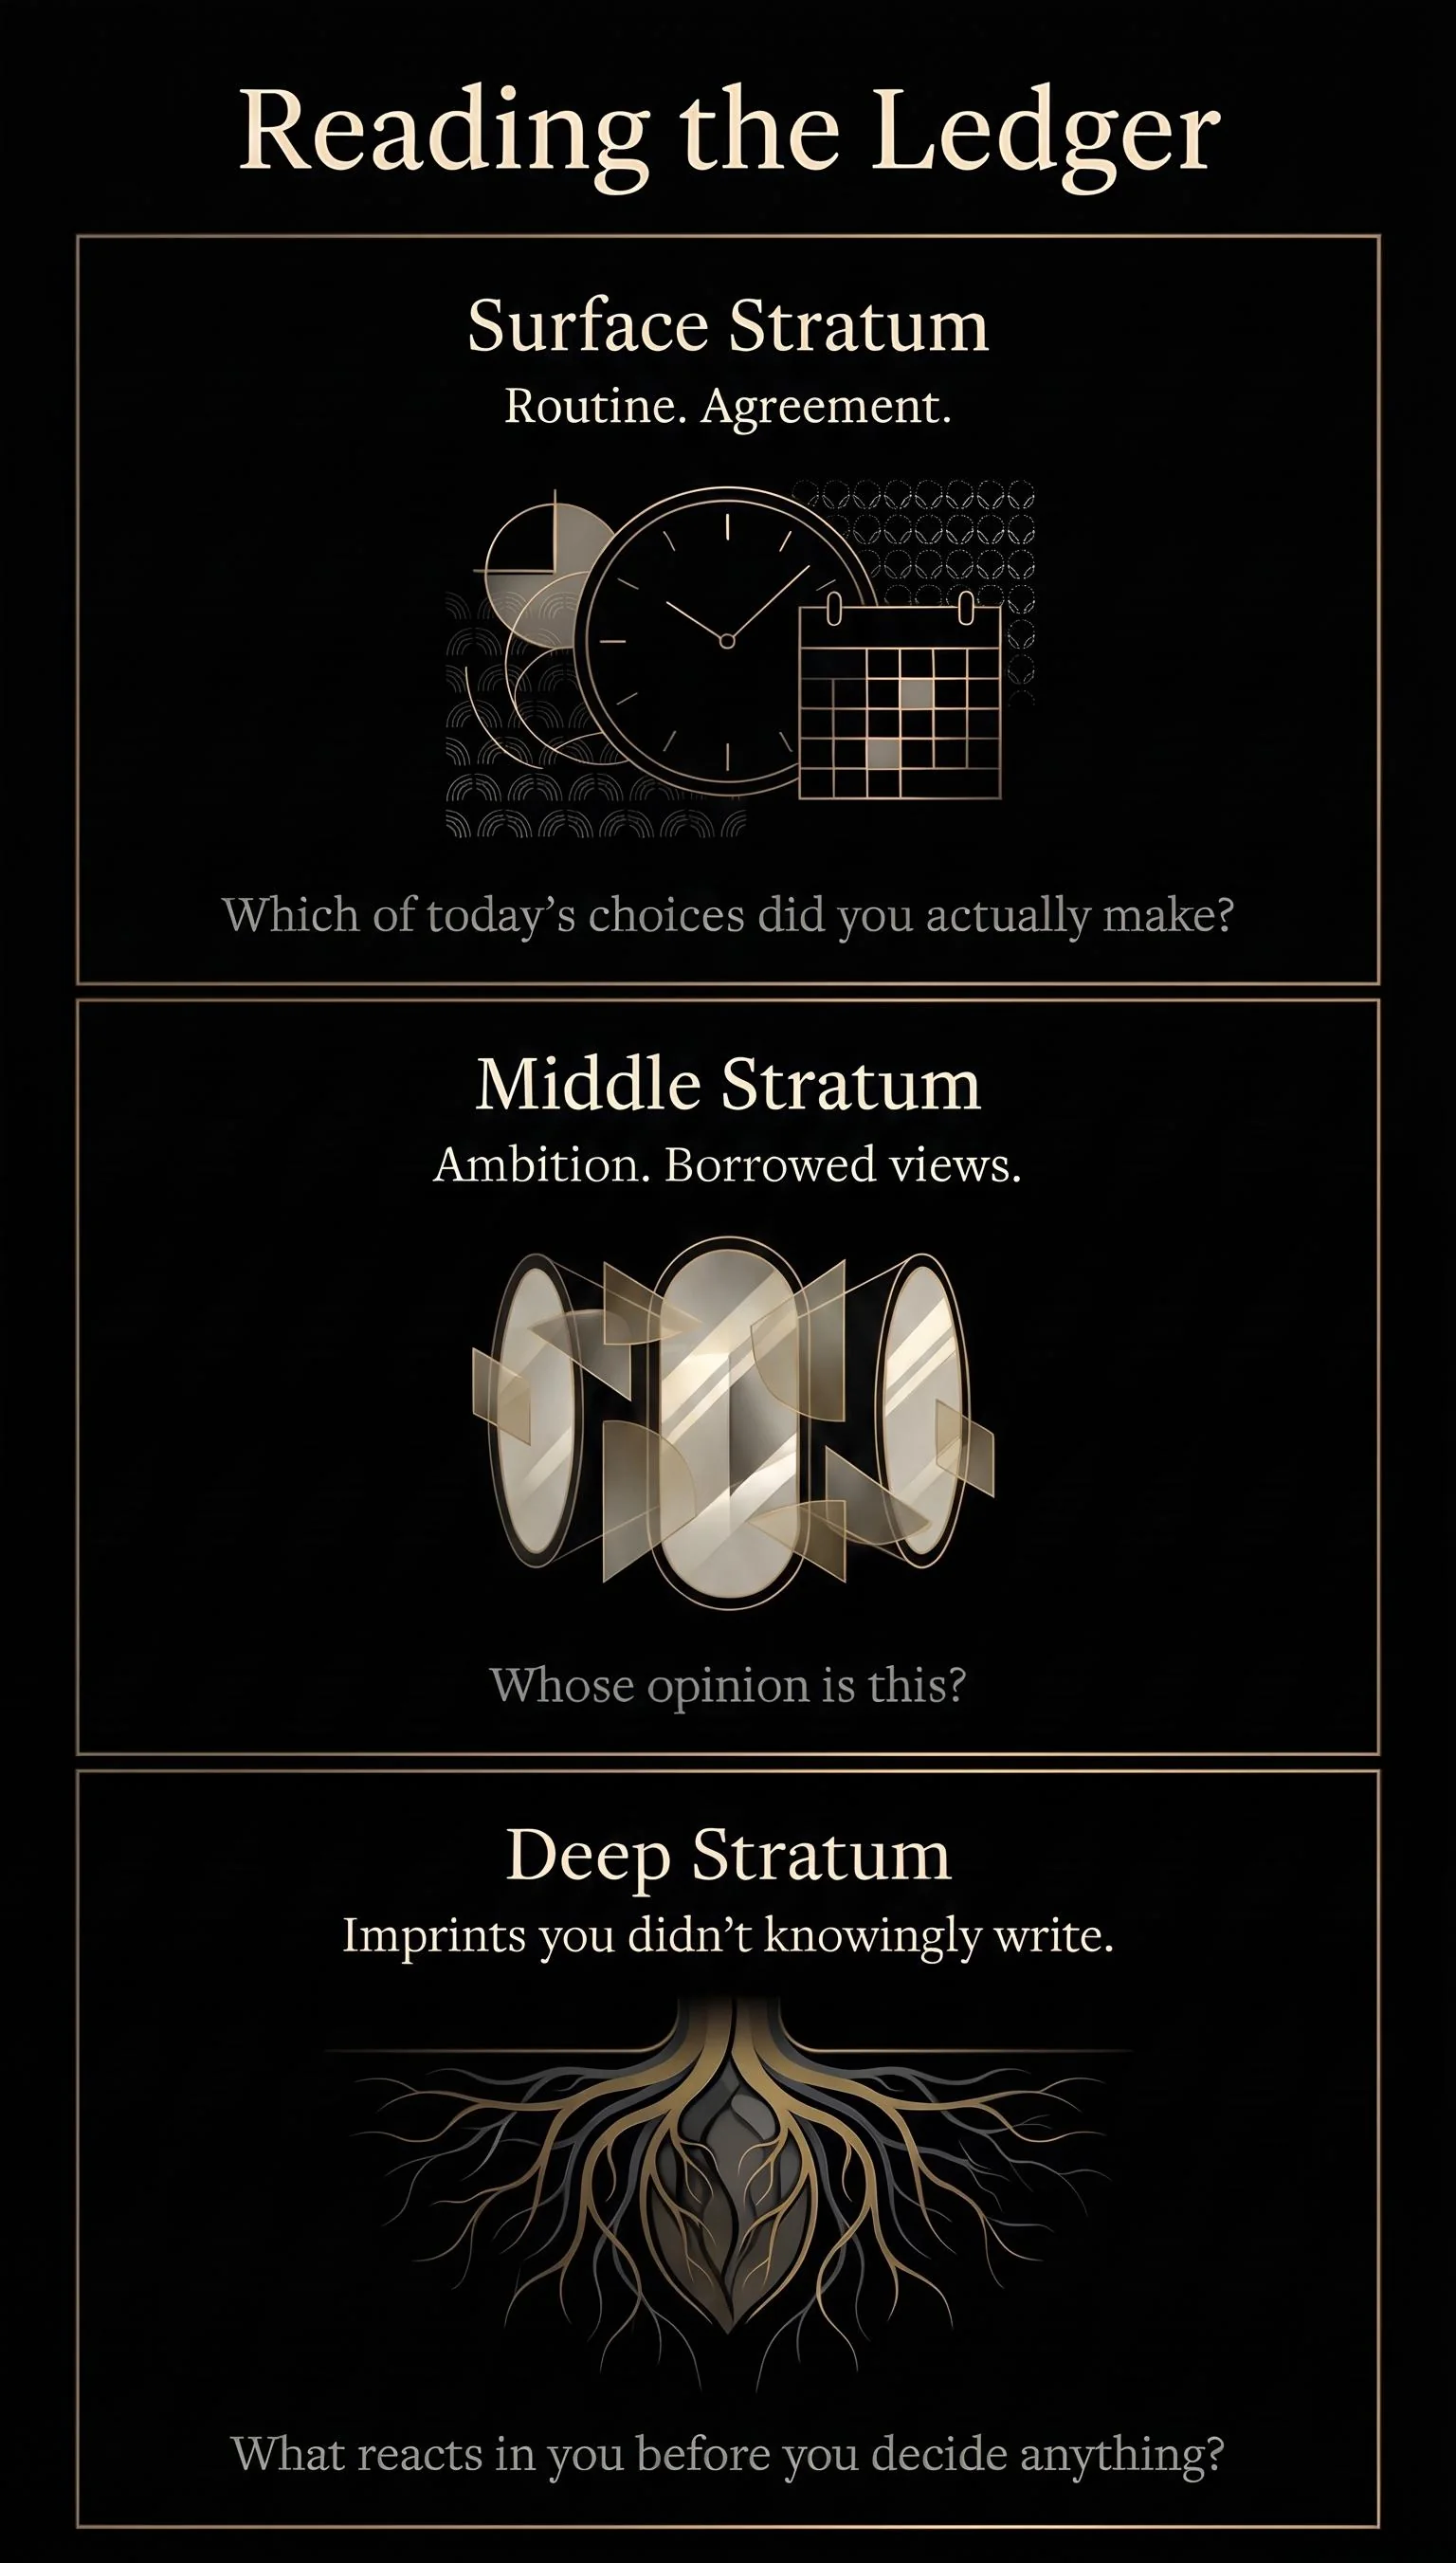 Reading the Ledger
Surface Stratum
Routine. Agreement.
Which of today’s choices did you actually make?
Middle Stratum
Ambition. Borrowed views.
Whose opinion is this?
Deep Stratum
Imprints you didn’t knowingly write.
What reacts in you before you decide anything?